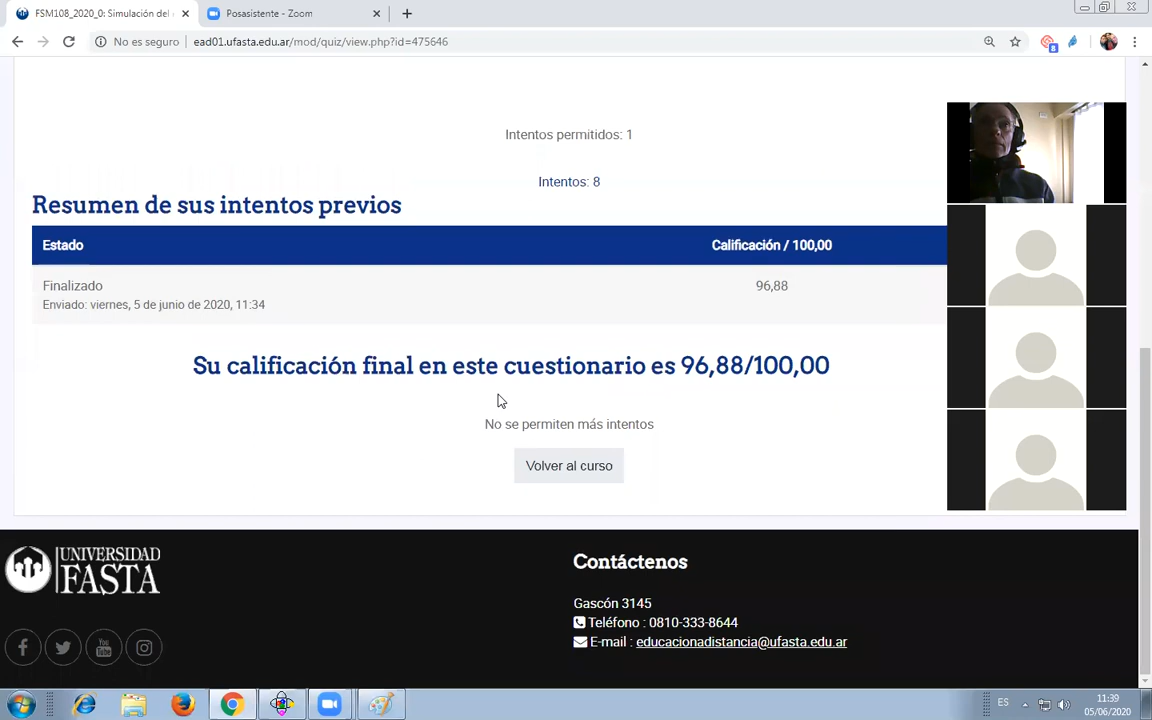 FSM108_2020_0: Simulación del
Posasistente - Zoom
No es seguro
ead01.ufasta.edu.ar/mod/quiz/view.php?id=475646
8
Intentos permitidos: 1
Intentos: 8
Resumen de sus intentos previos
Estado
Calificación / 100,00
Finalizado
96,88
Enviado: viernes, 5 de junio de 2020, 11:34
Su calificación final en este cuestionario es 96,88/100,00
No se permiten más intentos
Volver al curso
UNIVERSIDAD
FASTA
Contáctenos
Gascón 3145
Teléfono : 0810-333-8644
E-mail : educacionadistancia@ufasta.edu.ar
You
Tube
ES
11:39
05/06/2020